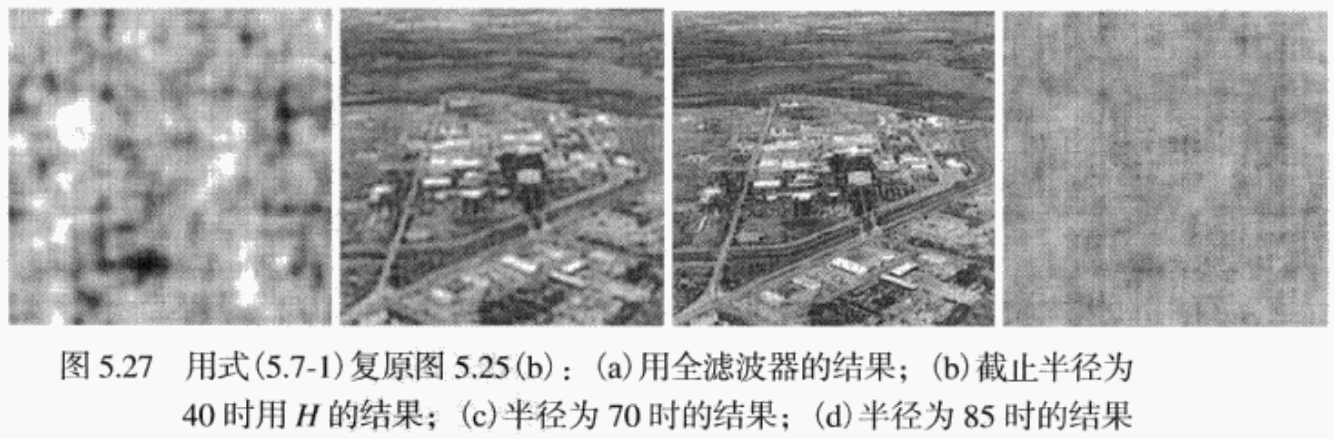 图 5.27 用式(5.7-1)复原图 5.25(b)：(a)用全滤波器的结果；(b)截止半径为
40 时用 H 的结果；(c)半径为 70 时的结果；(d)半径为 85 时的结果